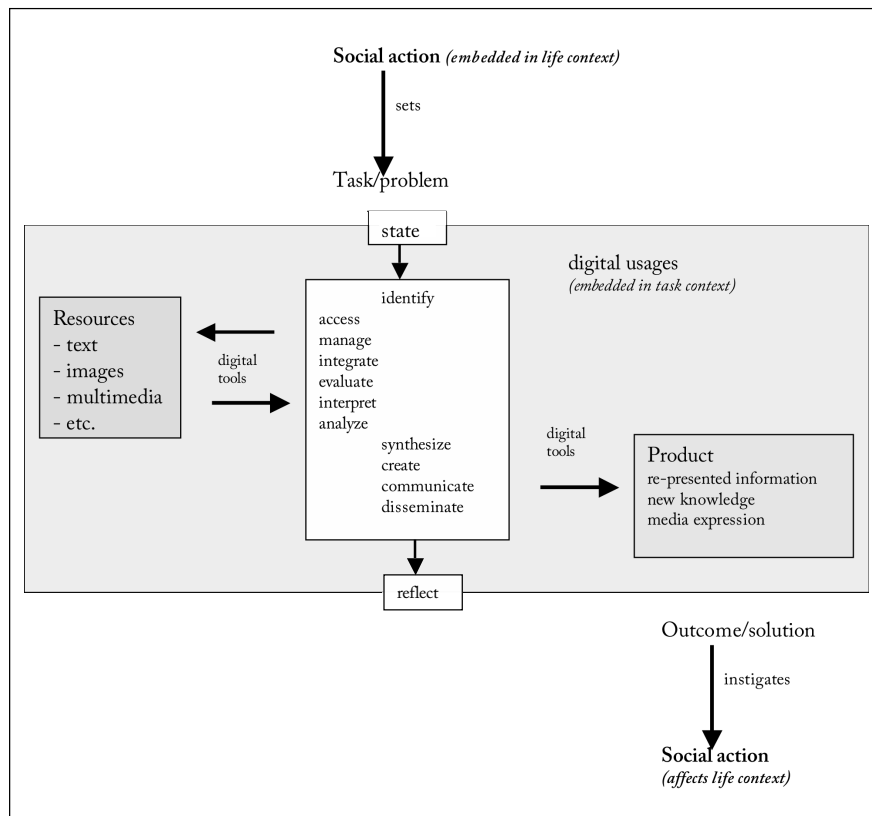 Social action (embedded in life context)
sets
Task/problem
state
digital usages
(embedded in task context)
identify
access
manage
integrate
evaluate
interpret
analyze
synthesize
create
communicate
disseminate
Resources
- text
- images
- multimedia
- etc.
digital
tools
digital
tools
Product
re-presented information
new knowledge
media expression
reflect
Outcome/solution
instigates
Social action
(affects life context)